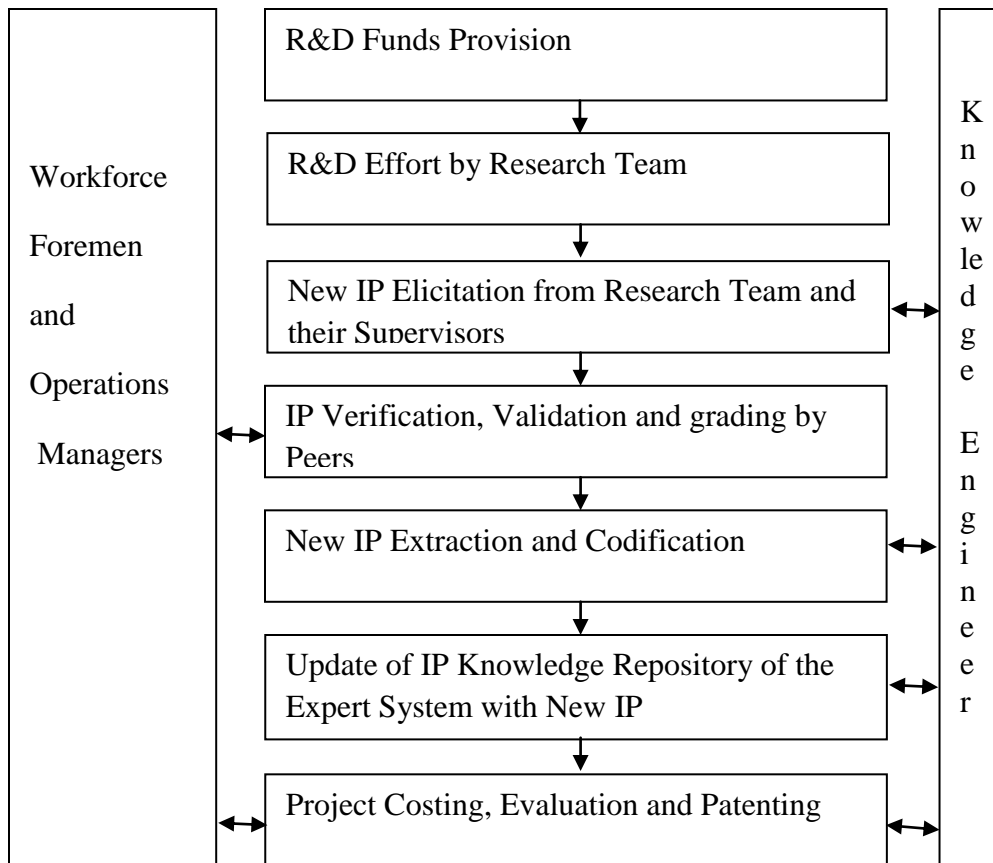 Workforce
Foremen
and
Operations
Managers
R&D Funds Provision
R&D Effort by Research Team
New IP Elicitation from Research Team and
their Supervisors
IP Verification, Validation and grading by
Peers
New IP Extraction and Codification
Update of IP Knowledge Repository of the
Expert System with New IP
Project Costing, Evaluation and Patenting
K
n
o
w
le
d
g
e
E
n
g
i
n
e
e
r